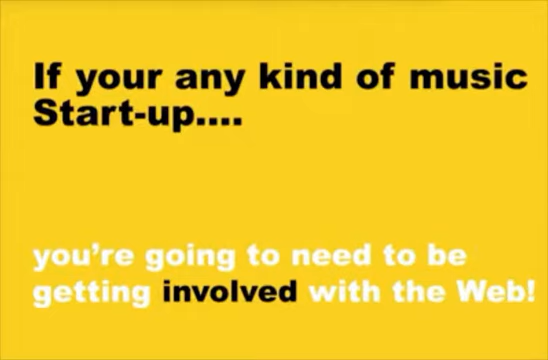 If your any kind of music
Start-up....
you're going to need to be
getting involved with the Web!